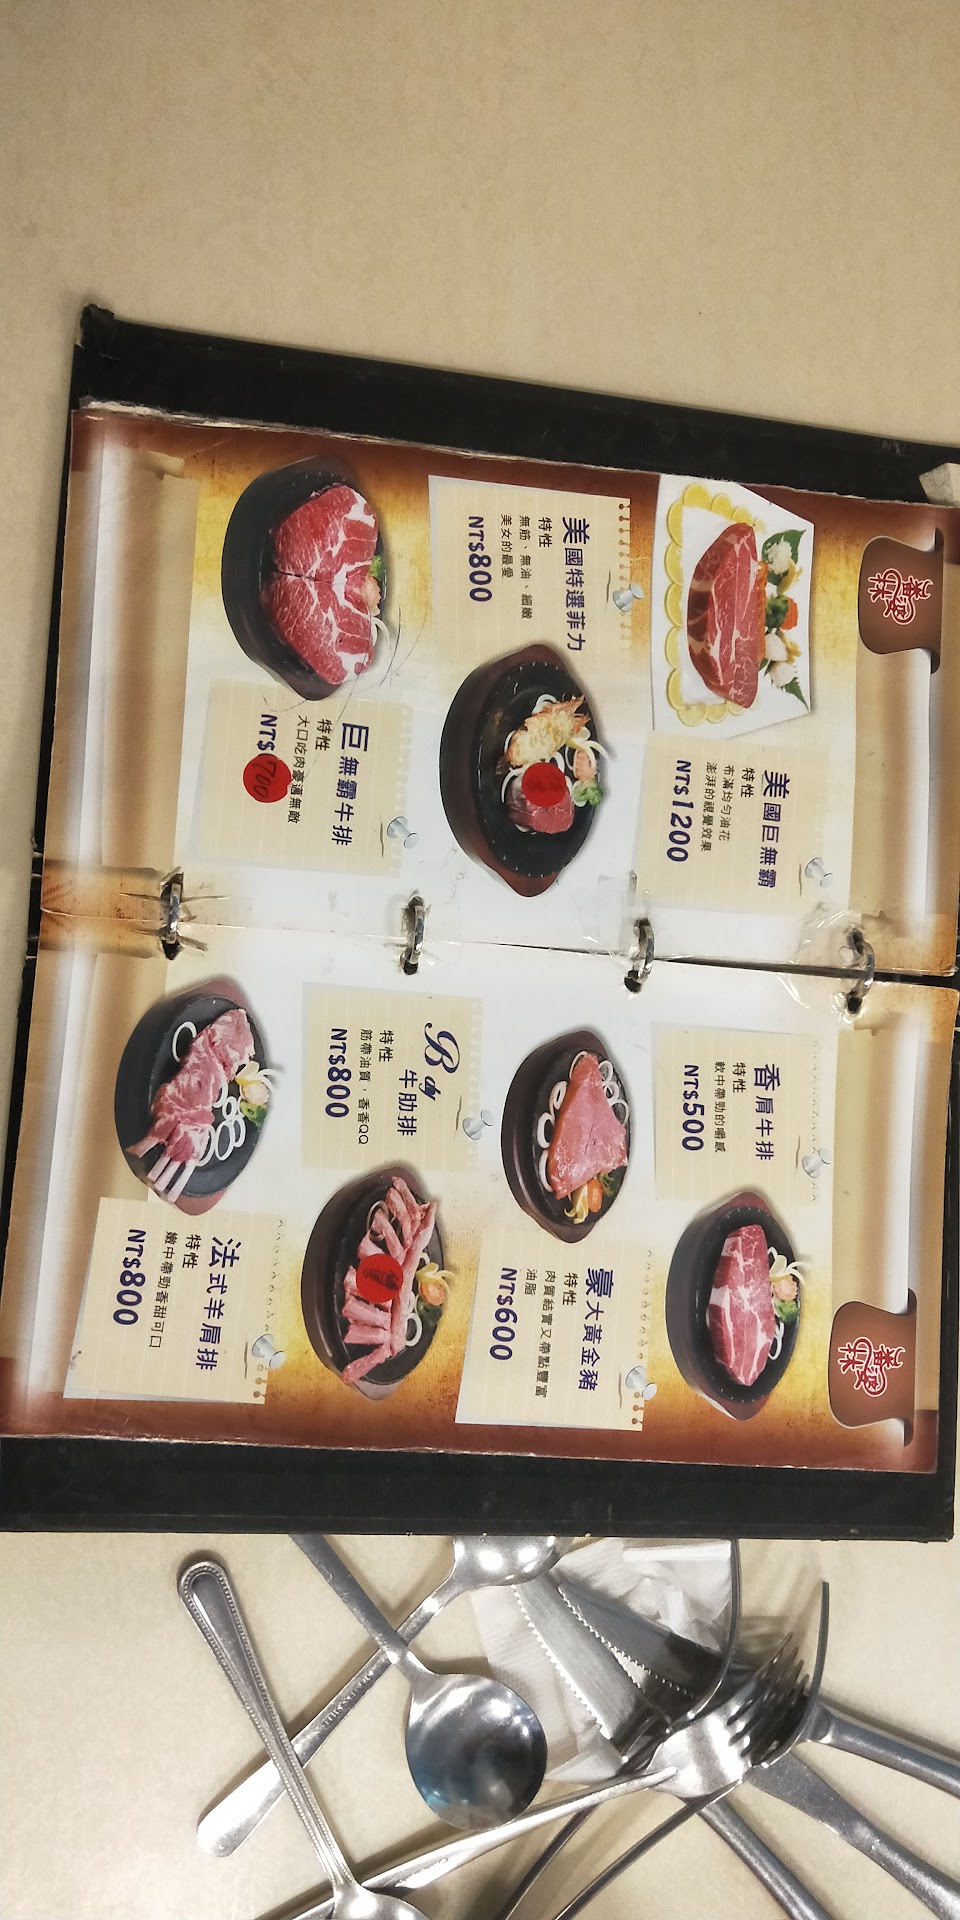 美國巨無霸
特性
布滿均勻油花
澎湃的視覺效果
NT$1200
美國特選菲力
特性
無筋、無油、細嫩
美女的最愛
NT$800
巨無霸牛排
特性
大口吃肉豪邁無敵
NT$700
香肩牛排
特性
軟中帶勁的嚼感
NT$500
豪大黃金豬
特性
肉質結實又帶點豐富
油脂
NT$600
Baby
牛肋排
特性
筋帶油質，香香QQ
NT$800
法式羊肩排
特性
嫩中帶勁香甜可口
NT$800